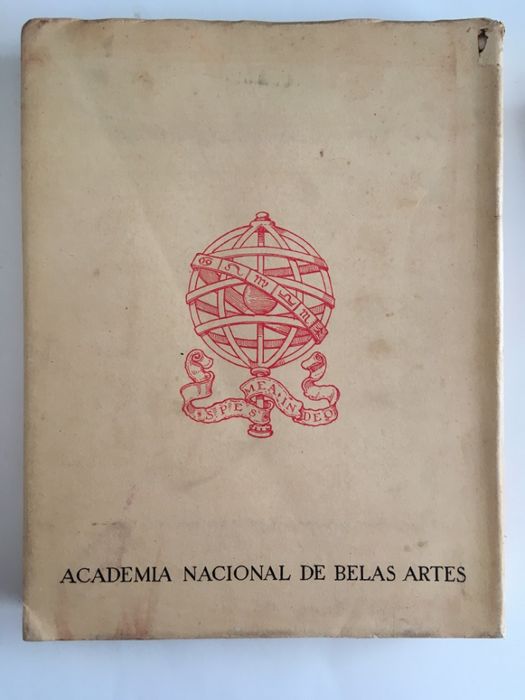 SPES MEA IN DEO
ACADEMIA NACIONAL DE BELAS ARTES